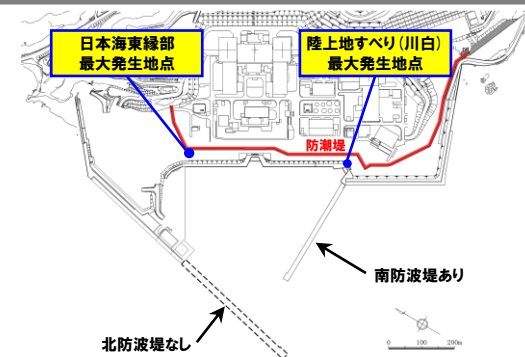 日本海東縁部
最大発生地点
陸上地すべり（川白）
最大発生地点
防潮堤
南防波堤あり
北防波堤なし
0 100 200m